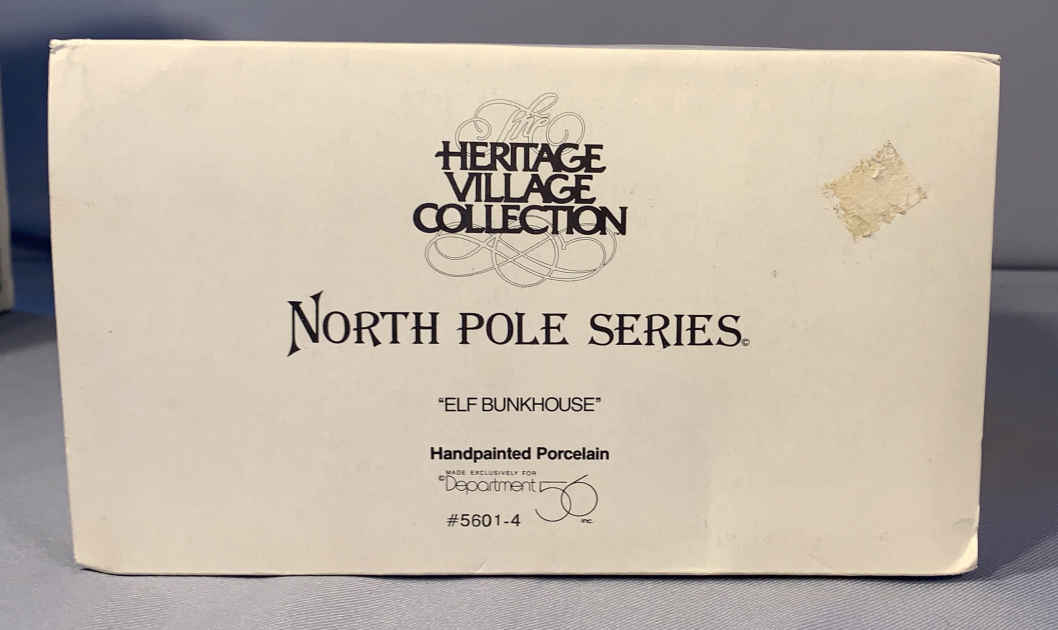 The
HERITAGE
VILLAGE
COLLECTION
NORTH POLE SERIES©
“ELF BUNKHOUSE”
Handpainted Porcelain
MADE EXCLUSIVELY FOR
©Department 56 inc.
#5601-4